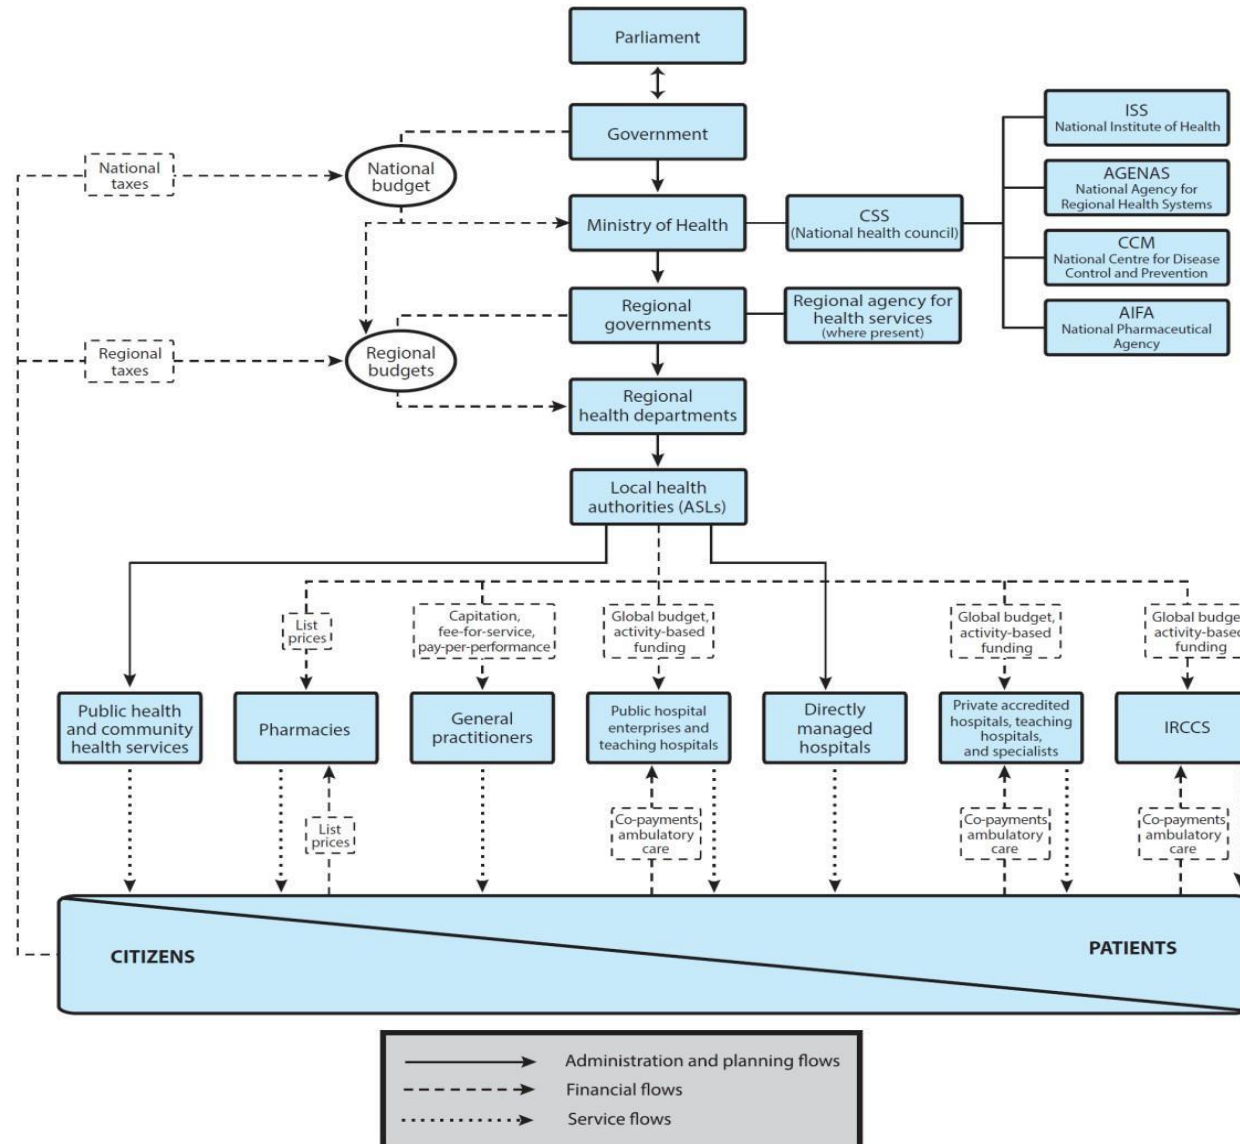 Parliament
Government
National
taxes
National
budget
Ministry of Health
CSS
(National health council)
ISS
National Institute of Health
AGENAS
National Agency for
Regional Health Systems
CCM
National Centre for Disease
Control and Prevention
AIFA
National Pharmaceutical
Agency
Regional
governments
Regional agency for
health services
(where present)
Regional
taxes
Regional
budgets
Regional
health departments
Local health
authorities (ASLs)
List
prices
Capitation,
fee-for-service,
pay-per-performance
Global budget,
activity-based
funding
Global budget,
activity-based
funding
Global budget,
activity-based
funding
Public health
and community
health services
Pharmacies
General
practitioners
Public hospital
enterprises and
teaching hospitals
Directly
managed
hospitals
Private accredited
hospitals, teaching
hospitals,
and specialists
IRCCS
List
prices
Co-payments
ambulatory
care
Co-payments
ambulatory
care
Co-payments
ambulatory
care
CITIZENS
PATIENTS
Administration and planning flows
Financial flows
Service flows